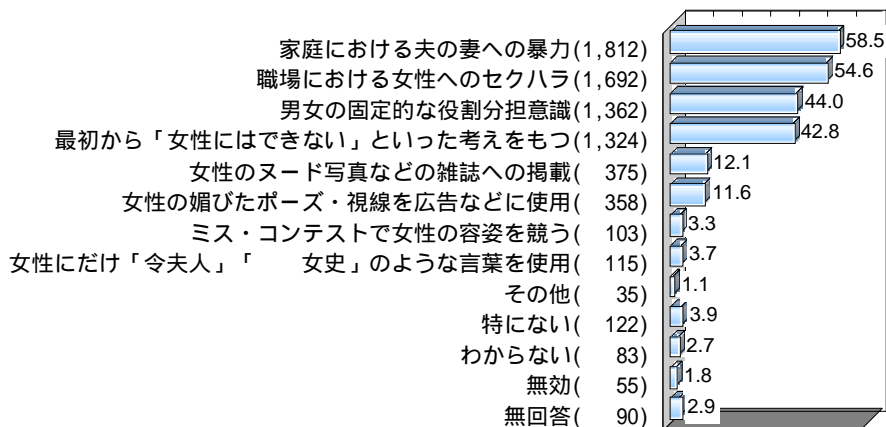 家庭における夫の妻への暴力(1,812) 58.5
職場における女性へのセクハラ(1,692) 54.6
男女の固定的な役割分担意識(1,362) 44.0
最初から「女性にはできない」といった考えをもつ(1,324) 42.8
女性のヌード写真などの雑誌への掲載( 375) 12.1
女性の媚びたポーズ・視線を広告などに使用( 358) 11.6
ミス・コンテストで女性の容姿を競う( 103) 3.3
女性にだけ「令夫人」「　　女史」のような言葉を使用( 115) 3.7
その他( 35) 1.1
特にない( 122) 3.9
わからない( 83) 2.7
無効( 55) 1.8
無回答( 90) 2.9